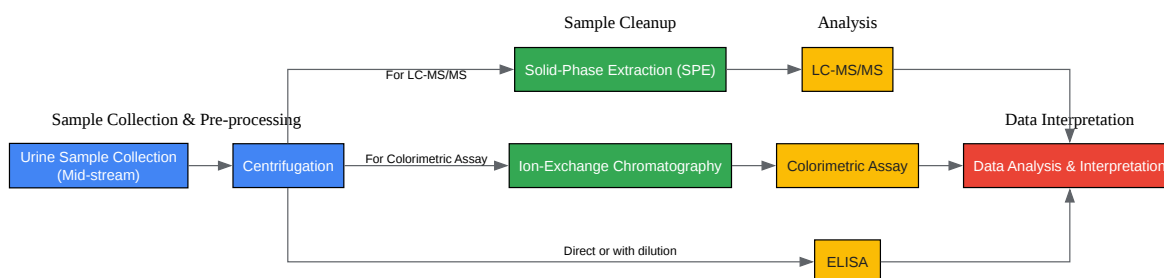 Sample Cleanup
Analysis
Solid-Phase Extraction (SPE)
LC-MS/MS
For LC-MS/MS
Sample Collection & Pre-processing
Data Interpretation
Urine Sample Collection
(Mid-stream)
Centrifugation
For Colorimetric Assay
Ion-Exchange Chromatography
Colorimetric Assay
Data Analysis & Interpretation
Direct or with dilution
ELISA